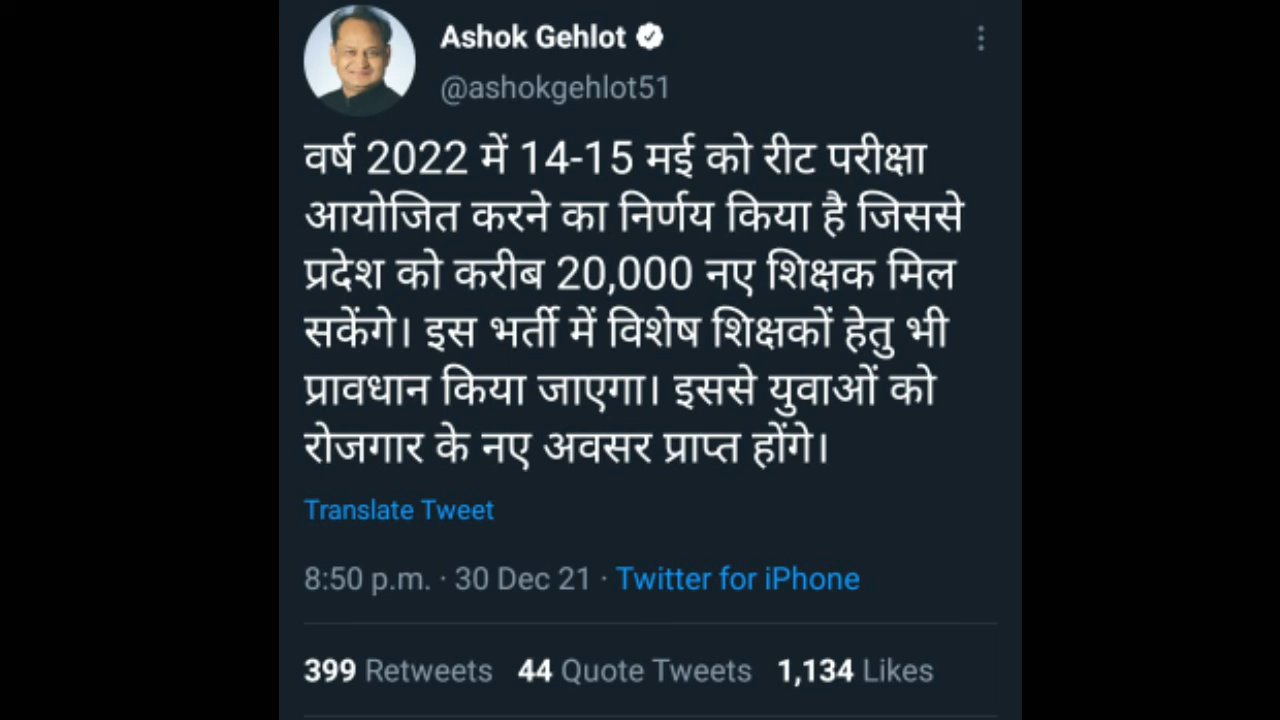 Ashok Gehlot
@ashokgehlot51
वर्ष 2022 में 14-15 मई को रीट परीक्षा
आयोजित करने का निर्णय किया है जिससे
प्रदेश को करीब 20,000 नए शिक्षक मिल
सकेंगे। इस भर्ती में विशेष शिक्षकों हेतु भी
प्रावधान किया जाएगा। इससे युवाओं को
रोजगार के नए अवसर प्राप्त होंगे।
Translate Tweet
8:50 p.m. · 30 Dec 21 · Twitter for iPhone
399 Retweets 44 Quote Tweets 1,134 Likes